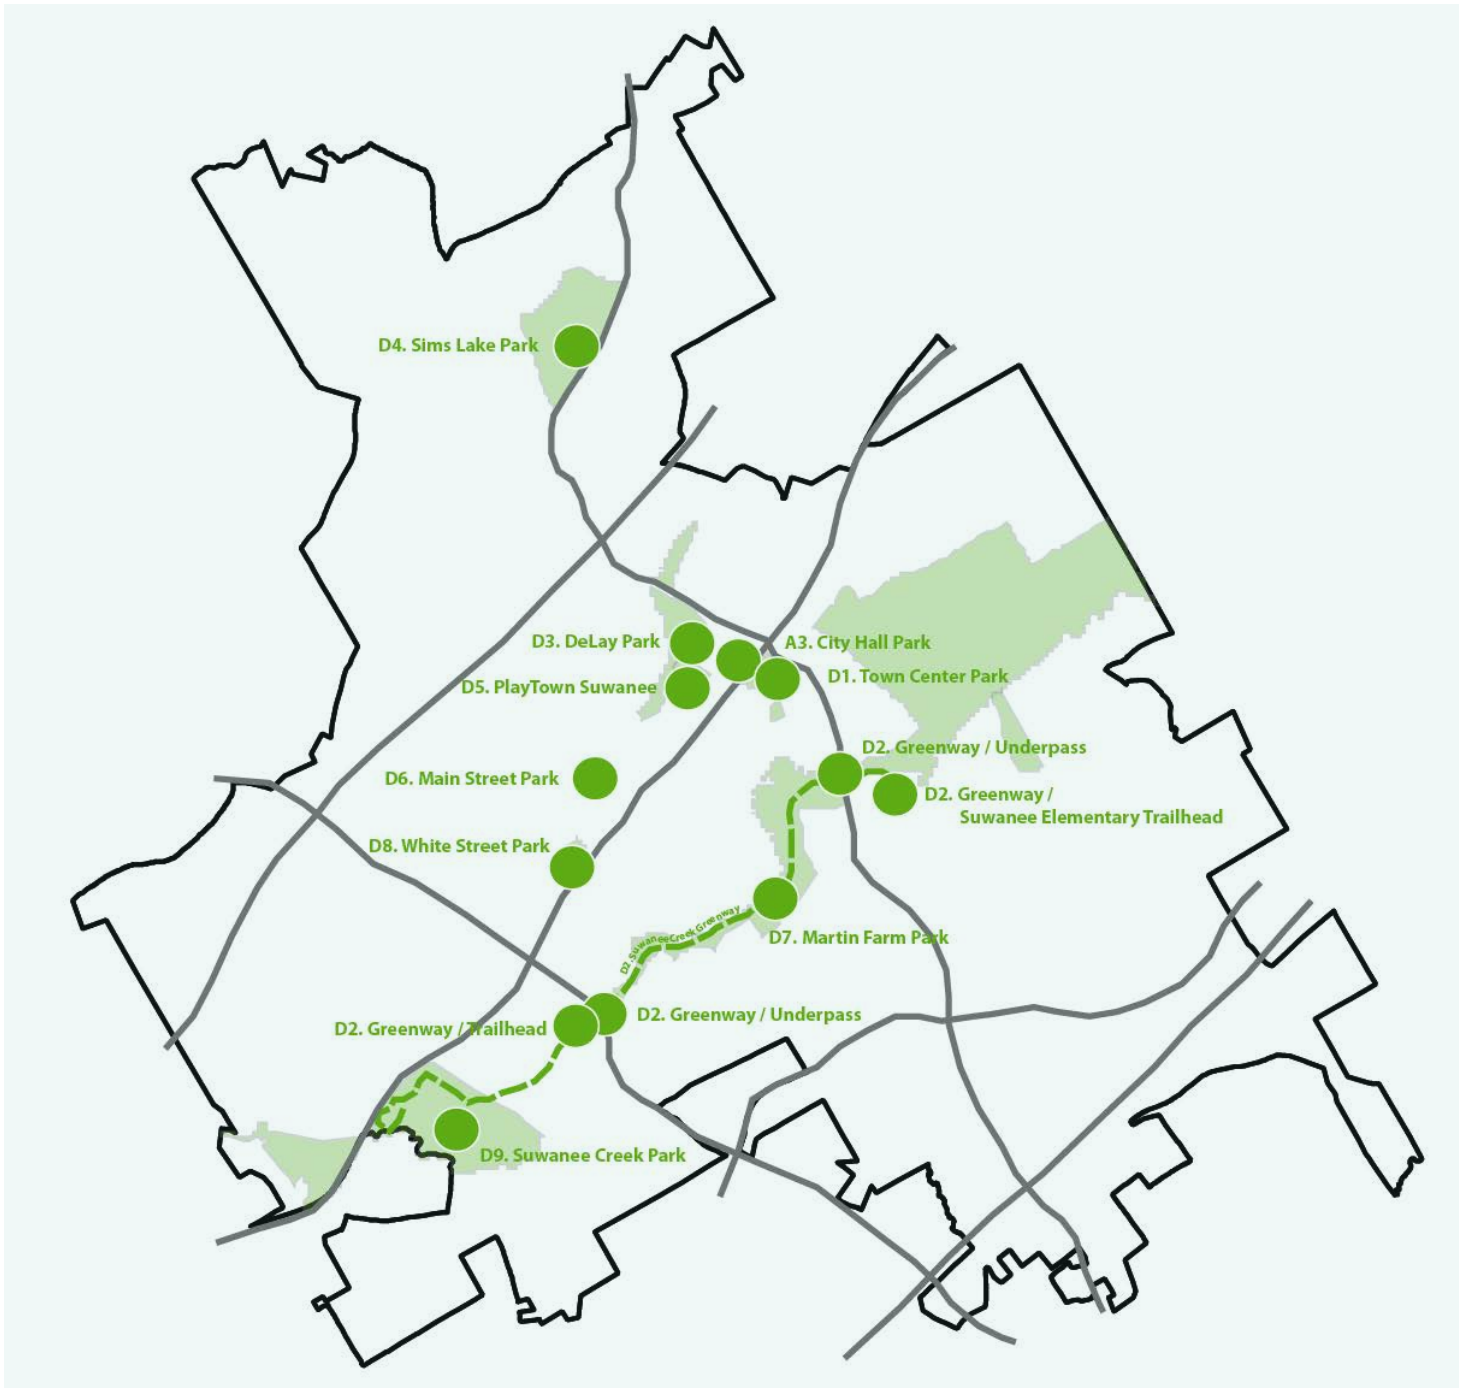 D4. Sims Lake Park
D3. DeLay Park
A3. City Hall Park
D1. Town Center Park
D5. PlayTown Suwanee
D2. Greenway / Underpass
D6. Main Street Park
D2. Greenway /
Suwanee Elementary Trailhead
D8. White Street Park
D2. Suwanee Creek Greenway
D7. Martin Farm Park
D2. Greenway / Underpass
D2. Greenway / Trailhead
D9. Suwanee Creek Park